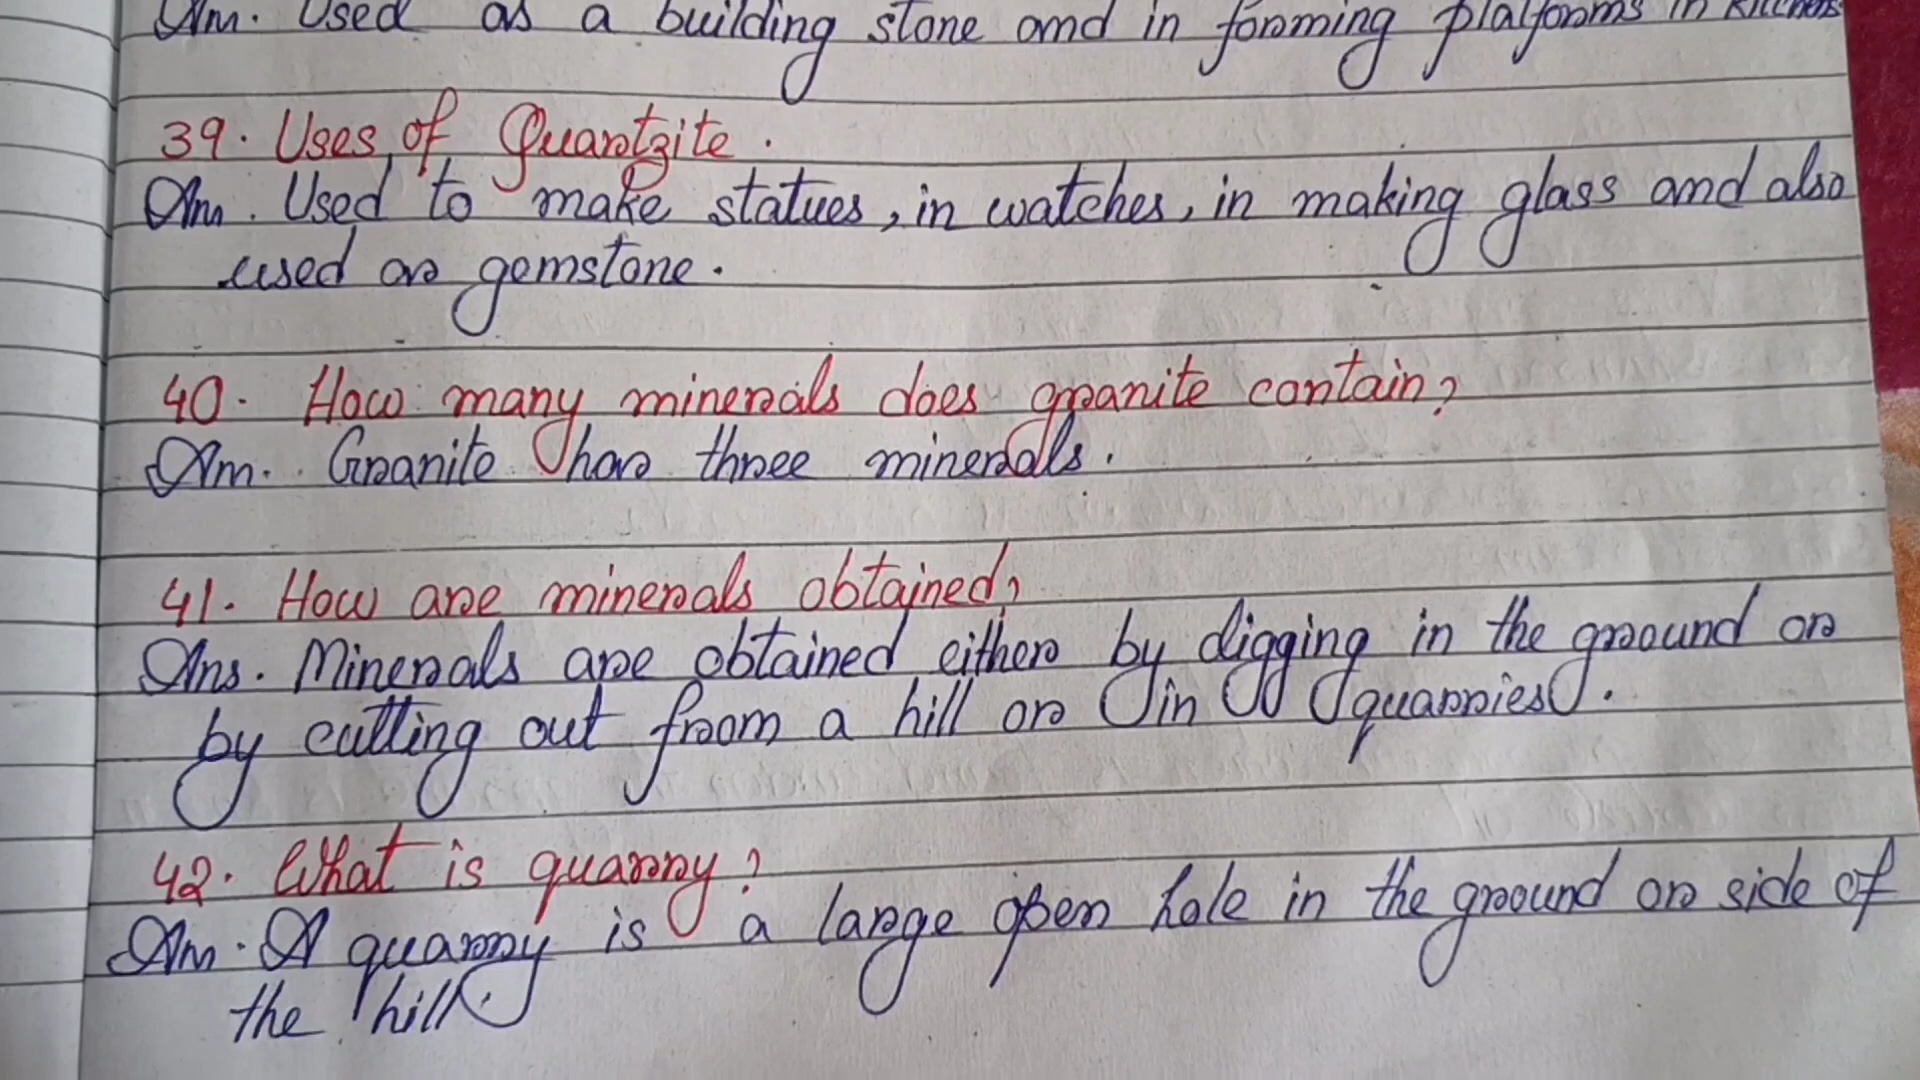 Ans. Used as a building stone and in forming platforms in kitchens
39. Uses of Quartzite.
Ans. Used to make statues, in watches, in making glass and also
used as gemstone.
40. How many minerals does granite contain?
Ans. Granite has three minerals.
41. How are minerals obtained?
Ans. Minerals are obtained either by digging in the ground or
by cutting out from a hill or in quarries.
42. What is quarry?
Ans. A quarry is a large open hole in the ground or side of
the hill.